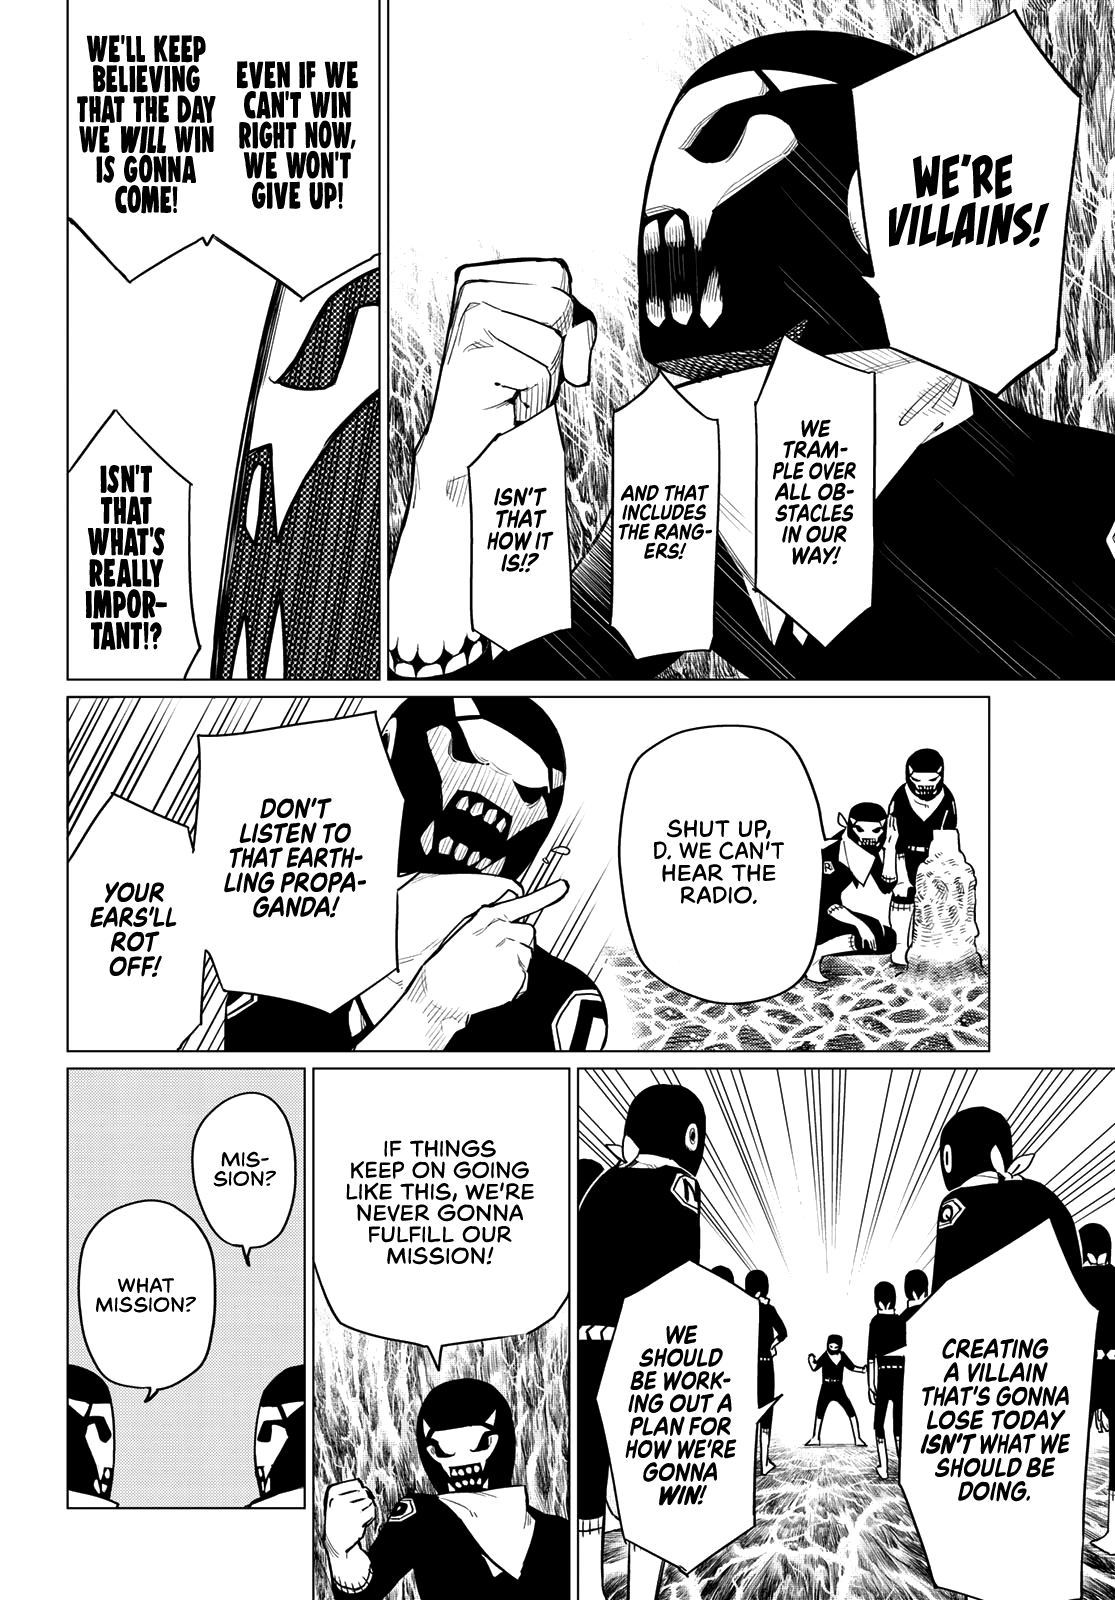 WE'RE
VILLAINS!
WE
TRAM-
PLE OVER
ALL OB-
STACLES
IN OUR
WAY!
AND THAT
INCLUDES
THE RANG-
ERS!
ISN'T
THAT
HOW IT
IS!?
EVEN IF WE
CAN'T WIN
RIGHT NOW,
WE WON'T
GIVE UP!
WE'LL KEEP
BELIEVING
THAT THE DAY
WE WILL WIN
IS GONNA
COME!
ISN'T
THAT
WHAT'S
REALLY
IMPOR-
TANT!?
SHUT UP,
D. WE CAN'T
HEAR THE
RADIO.
DON'T
LISTEN TO
THAT EARTH-
LING PROPA-
GANDA!
YOUR
EARS'LL
ROT
OFF!
CREATING
A VILLAIN
THAT'S GONNA
LOSE TODAY
ISN'T WHAT WE
SHOULD BE
DOING.
WE
SHOULD
BE WORK-
ING OUT A
PLAN FOR
HOW WE'RE
GONNA
WIN!
N
Q
IF THINGS
KEEP ON GOING
LIKE THIS, WE'RE
NEVER GONNA
FULFILL OUR
MISSION!
MIS-
SION?
WHAT
MISSION?